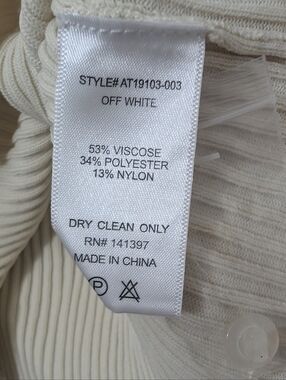 STYLE# AT19103-003
OFF WHITE
53% VISCOSE
34% POLYESTER
13% NYLON
DRY CLEAN ONLY
RN# 141397
MADE IN CHINA
P